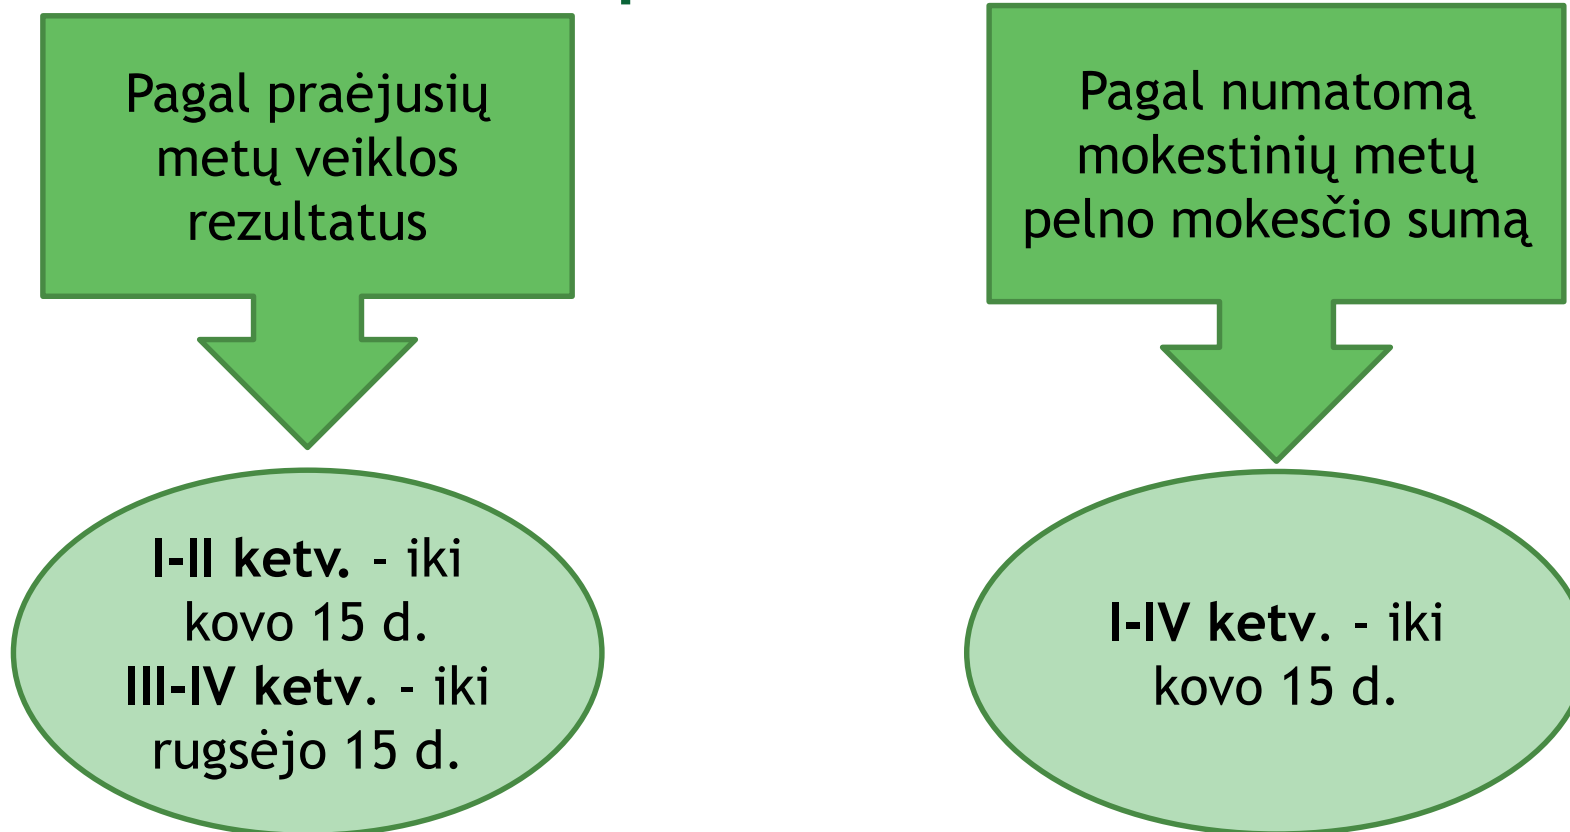 Pagal praėjusių
metų veiklos
rezultatus
Pagal numatomą
mokestinių metų
pelno mokesčio sumą
I-II ketv. - iki
kovo 15 d.
III-IV ketv. - iki
rugsėjo 15 d.
I-IV ketv. - iki
kovo 15 d.